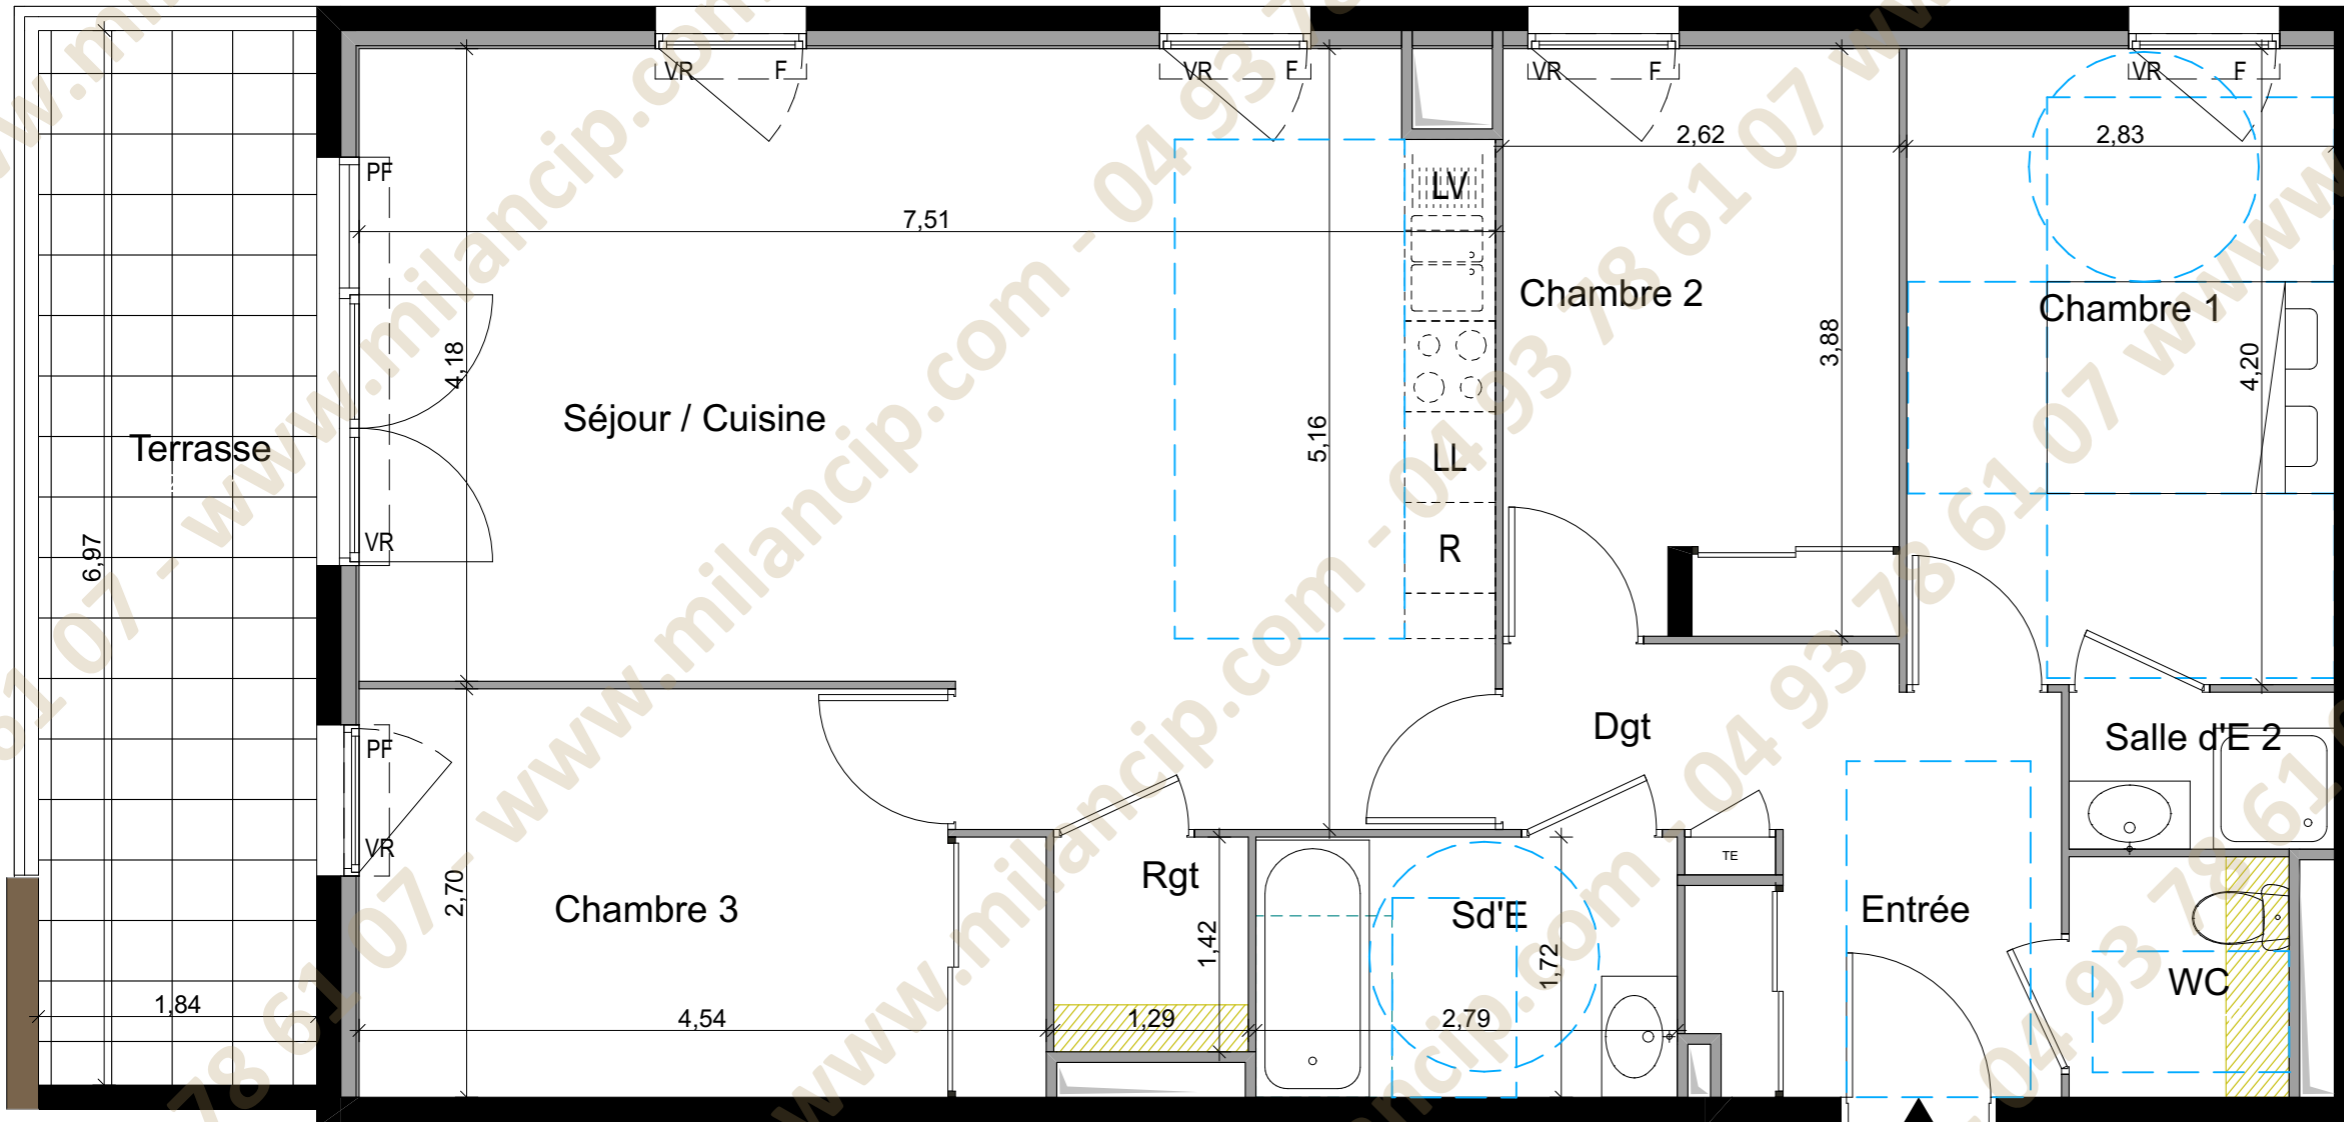 VR F
VR F
VR F
VR F
2,62
2,83
PF
LV
7,51
Chambre 2
Chambre 1
4,18
3,88
4,20
Séjour / Cuisine
5,16
Terrasse
LL
6,97
VR
R
Dgt
Salle d'E 2
PF
VR
TE
Rgt
2,70
Chambre 3
Sd'E
Entrée
1,42
1,72
WC
1,84
4,54
1,29
2,79
www.milancip.com - 04 93 78 61 07